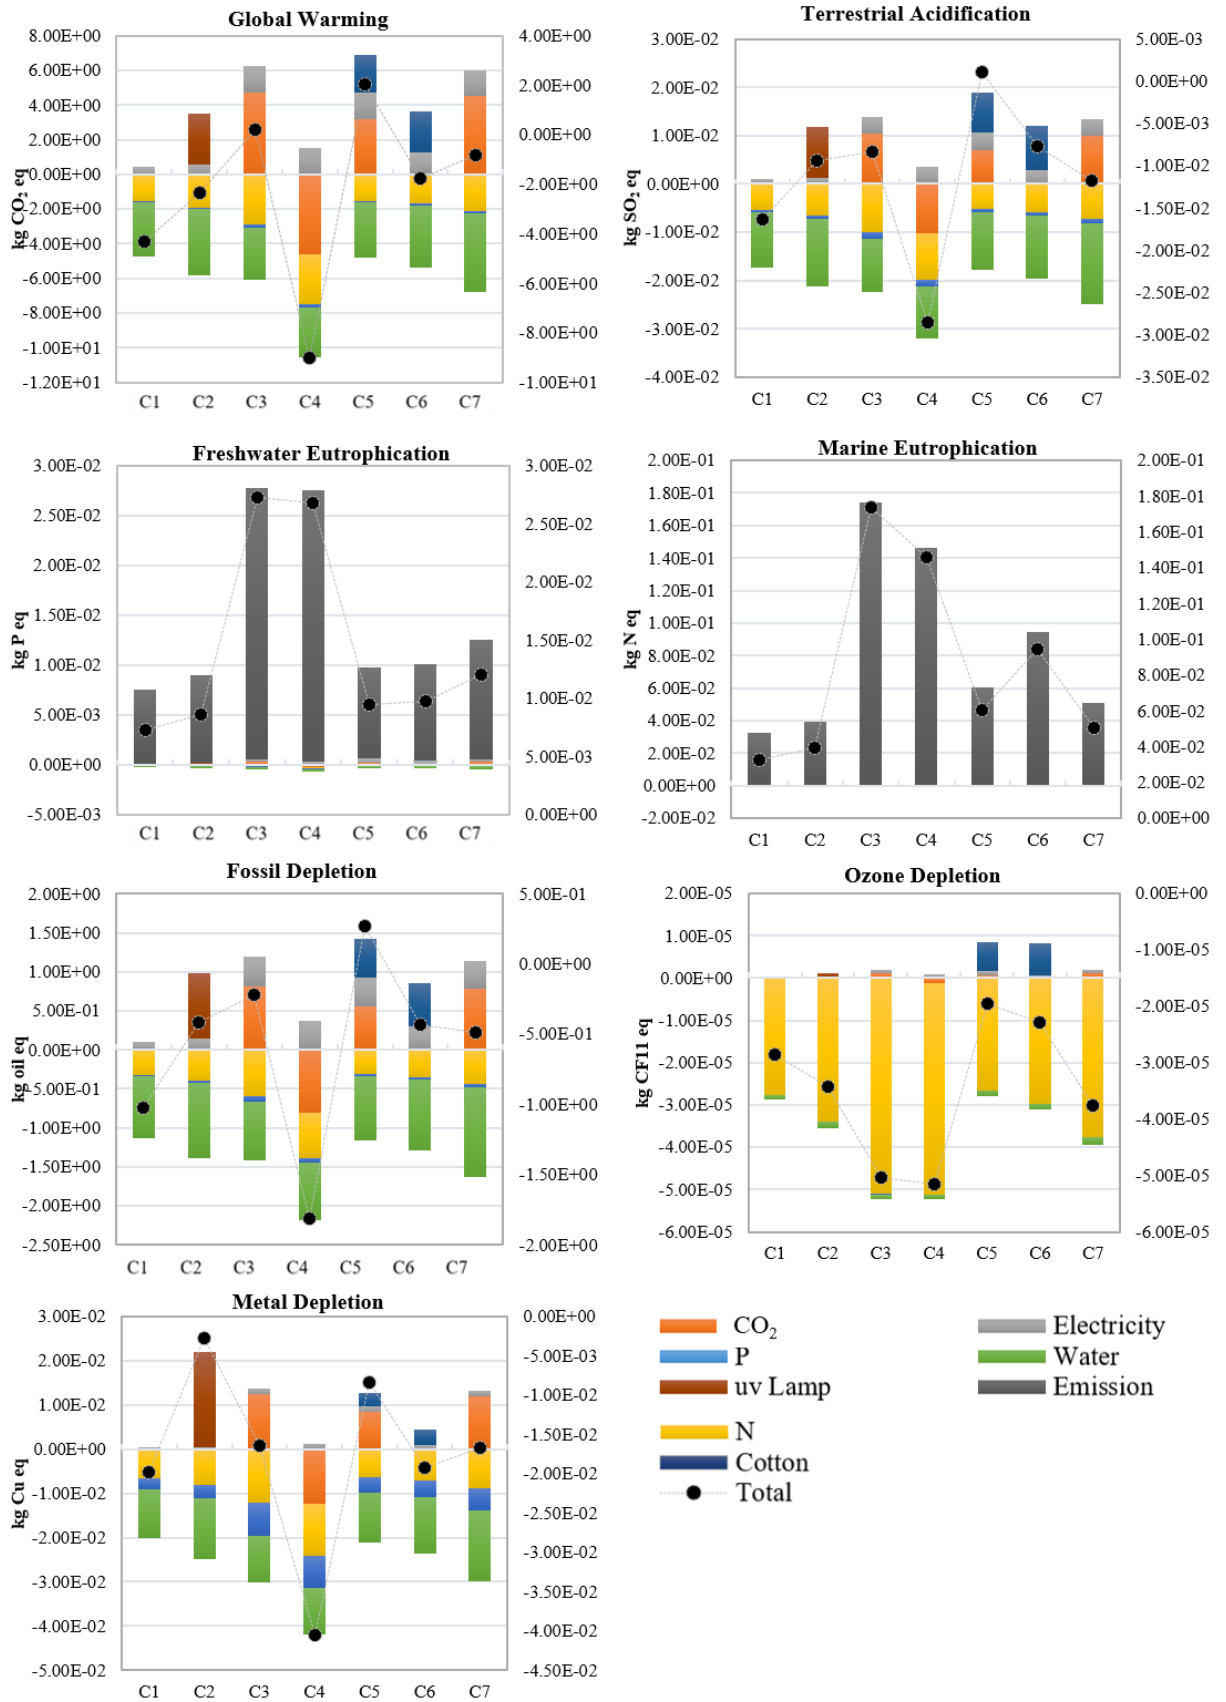 Global Warming
8.00E+00
6.00E+00
4.00E+00
2.00E+00
0.00E+00
-2.00E+00
-4.00E+00
-6.00E+00
-8.00E+00
-1.00E+01
-1.20E+01
kg CO₂ eq
4.00E+00
2.00E+00
0.00E+00
-2.00E+00
-4.00E+00
-6.00E+00
-8.00E+00
-1.00E+01
C1 C2 C3 C4 C5 C6 C7
Terrestrial Acidification
3.00E-02
2.00E-02
1.00E-02
0.00E+00
-1.00E-02
-2.00E-02
-3.00E-02
-4.00E-02
kg SO₂ eq
5.00E-03
0.00E+00
-5.00E-03
-1.00E-02
-1.50E-02
-2.00E-02
-2.50E-02
-3.00E-02
-3.50E-02
C1 C2 C3 C4 C5 C6 C7
Freshwater Eutrophication
3.00E-02
2.50E-02
2.00E-02
1.50E-02
1.00E-02
5.00E-03
0.00E+00
-5.00E-03
kg P eq
3.00E-02
2.50E-02
2.00E-02
1.50E-02
1.00E-02
5.00E-03
0.00E+00
C1 C2 C3 C4 C5 C6 C7
Marine Eutrophication
2.00E-01
1.80E-01
1.60E-01
1.40E-01
1.20E-01
1.00E-01
8.00E-02
6.00E-02
4.00E-02
2.00E-02
0.00E+00
-2.00E-02
kg N eq
2.00E-01
1.80E-01
1.60E-01
1.40E-01
1.20E-01
1.00E-01
8.00E-02
6.00E-02
4.00E-02
2.00E-02
0.00E+00
C1 C2 C3 C4 C5 C6 C7
Fossil Depletion
2.00E+00
1.50E+00
1.00E+00
5.00E-01
0.00E+00
-5.00E-01
-1.00E+00
-1.50E+00
-2.00E+00
-2.50E+00
kg oil eq
5.00E-01
0.00E+00
-5.00E-01
-1.00E+00
-1.50E+00
-2.00E+00
C1 C2 C3 C4 C5 C6 C7
Ozone Depletion
2.00E-05
1.00E-05
0.00E+00
-1.00E-05
-2.00E-05
-3.00E-05
-4.00E-05
-5.00E-05
-6.00E-05
kg CF11 eq
0.00E+00
-1.00E-05
-2.00E-05
-3.00E-05
-4.00E-05
-5.00E-05
-6.00E-05
C1 C2 C3 C4 C5 C6 C7
Metal Depletion
3.00E-02
2.00E-02
1.00E-02
0.00E+00
-1.00E-02
-2.00E-02
-3.00E-02
-4.00E-02
-5.00E-02
kg Cu eq
0.00E+00
-5.00E-03
-1.00E-02
-1.50E-02
-2.00E-02
-2.50E-02
-3.00E-02
-3.50E-02
-4.00E-02
-4.50E-02
C1 C2 C3 C4 C5 C6 C7
CO₂ Electricity
P Water
uv Lamp Emission
N
Cotton
Total